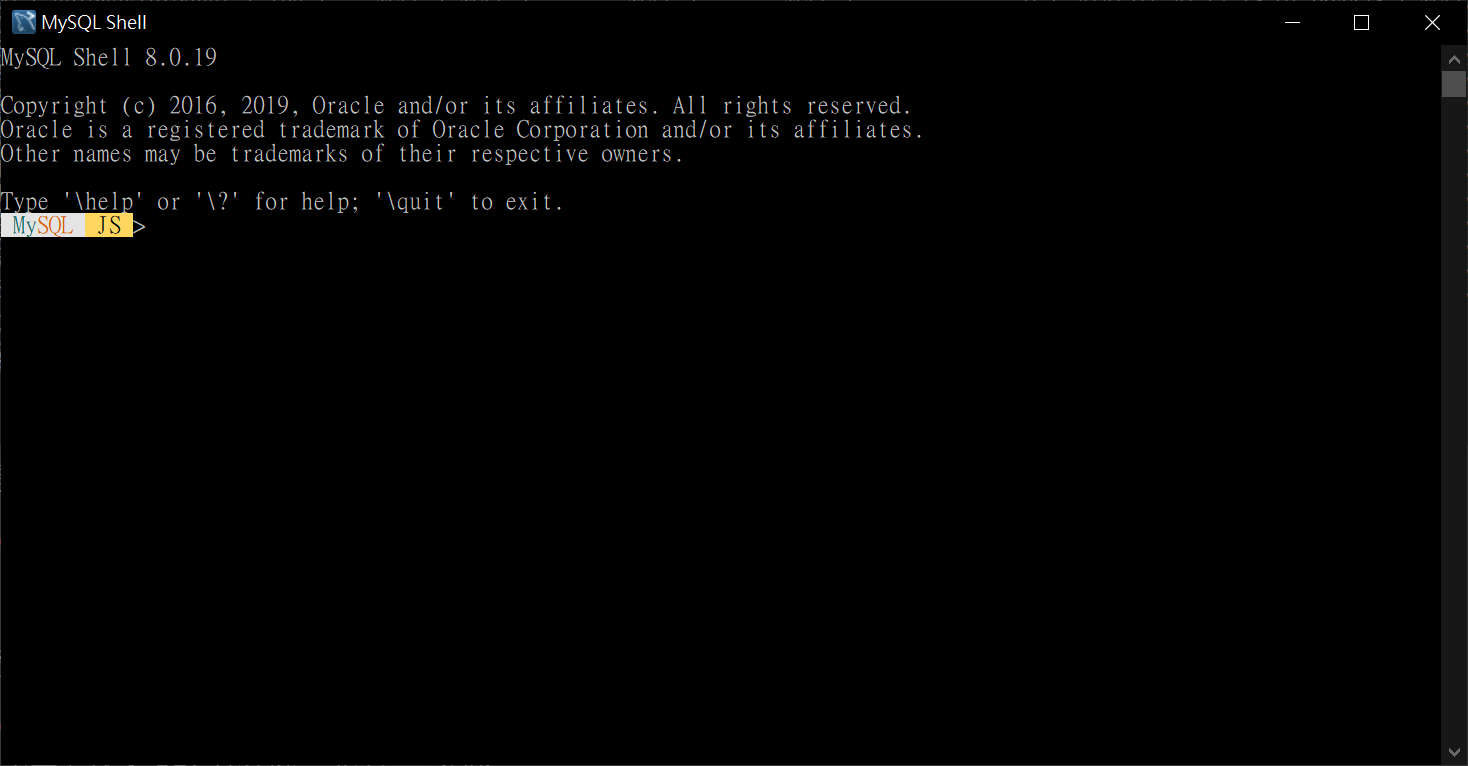 MySQL Shell
MySQL Shell 8.0.19
Copyright (c) 2016, 2019, Oracle and/or its affiliates. All rights reserved.
Oracle is a registered trademark of Oracle Corporation and/or its affiliates.
Other names may be trademarks of their respective owners.
Type '\help' or '\?' for help; '\quit' to exit.
MySQL JS >